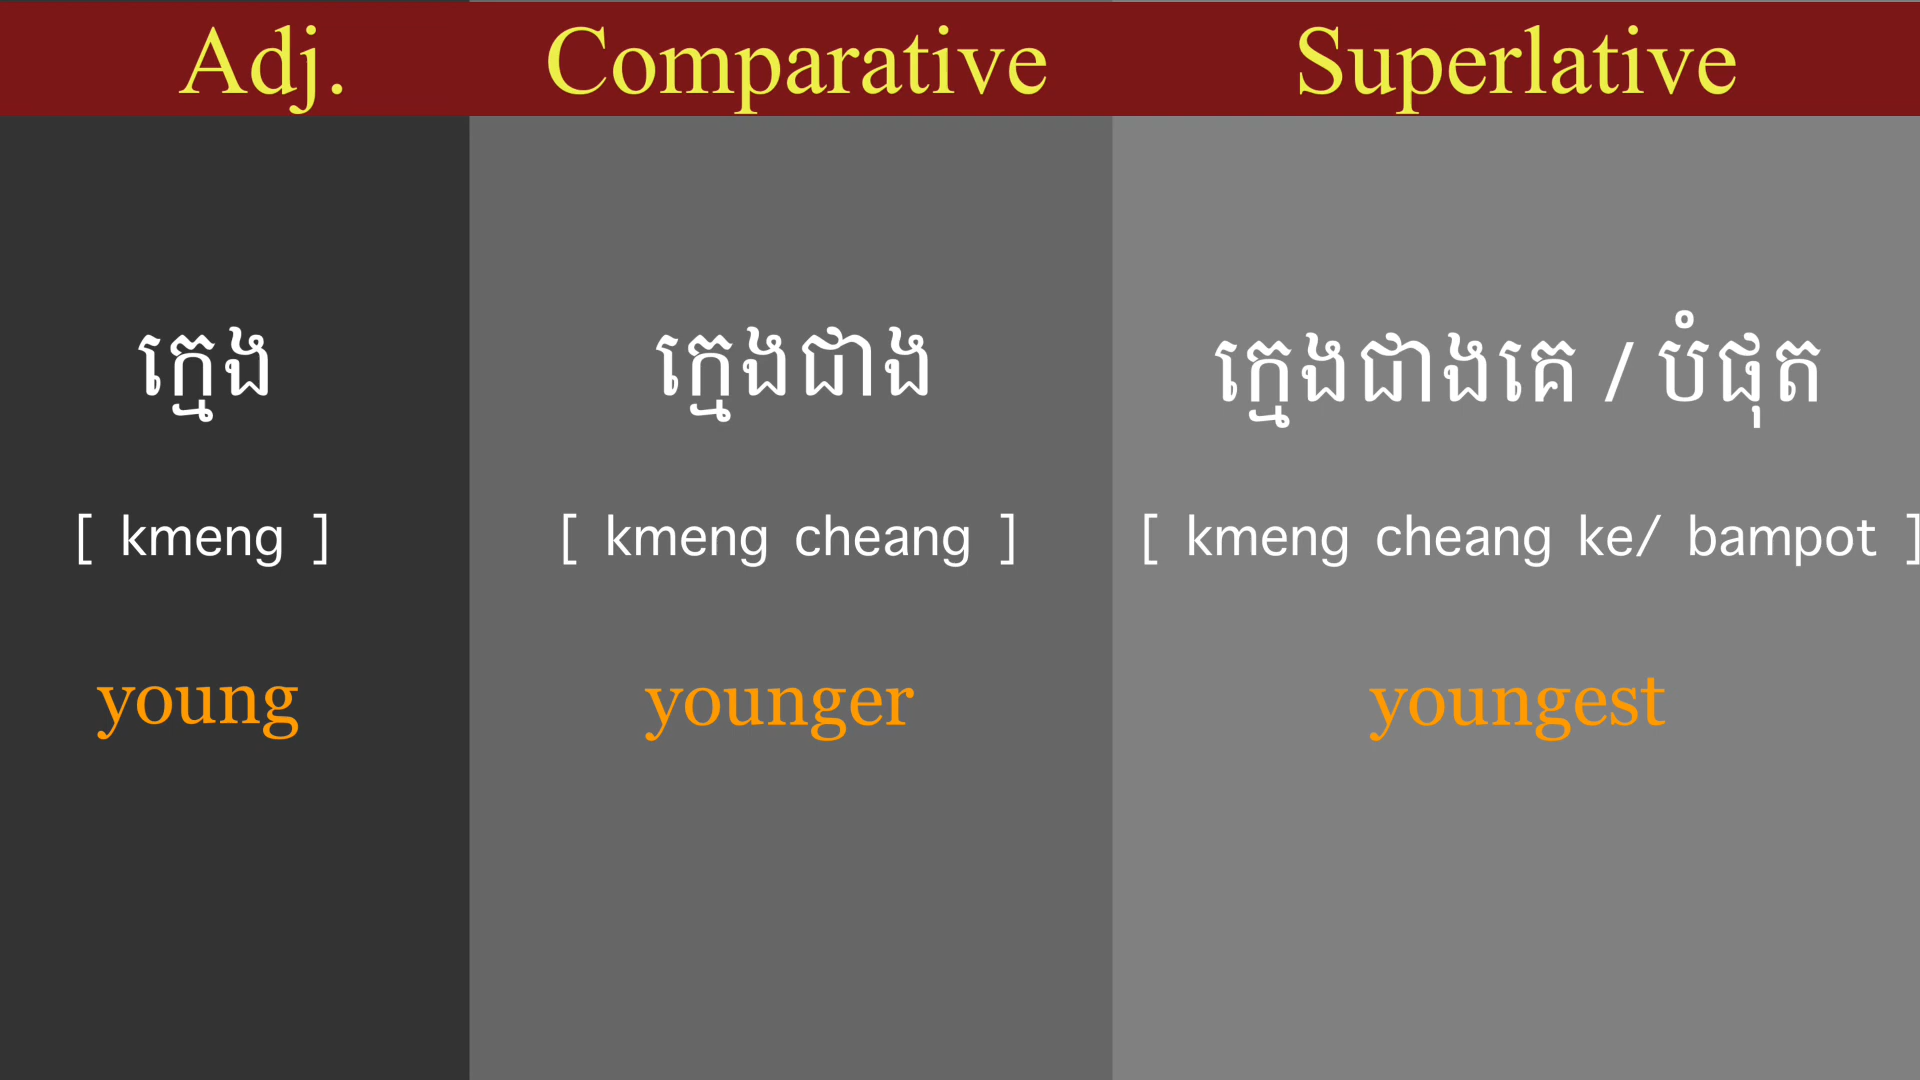 Adj. Comparative Superlative
ក្មេង ក្មេងជាង ក្មេងជាងគេ / បំផុត
[ kmeng ] [ kmeng cheang ] [ kmeng cheang ke/ bampot ]
young younger youngest